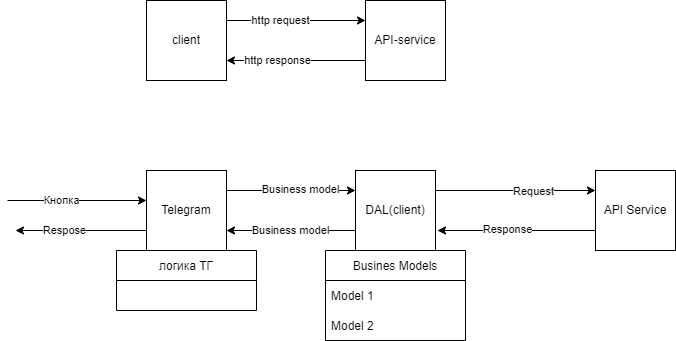 http request
client
API-service
http response
Business model
Request
Кнопка
Telegram
DAL(client)
API Service
Respose
Business model
Response
логика ТГ
Busines Models
Model 1
Model 2